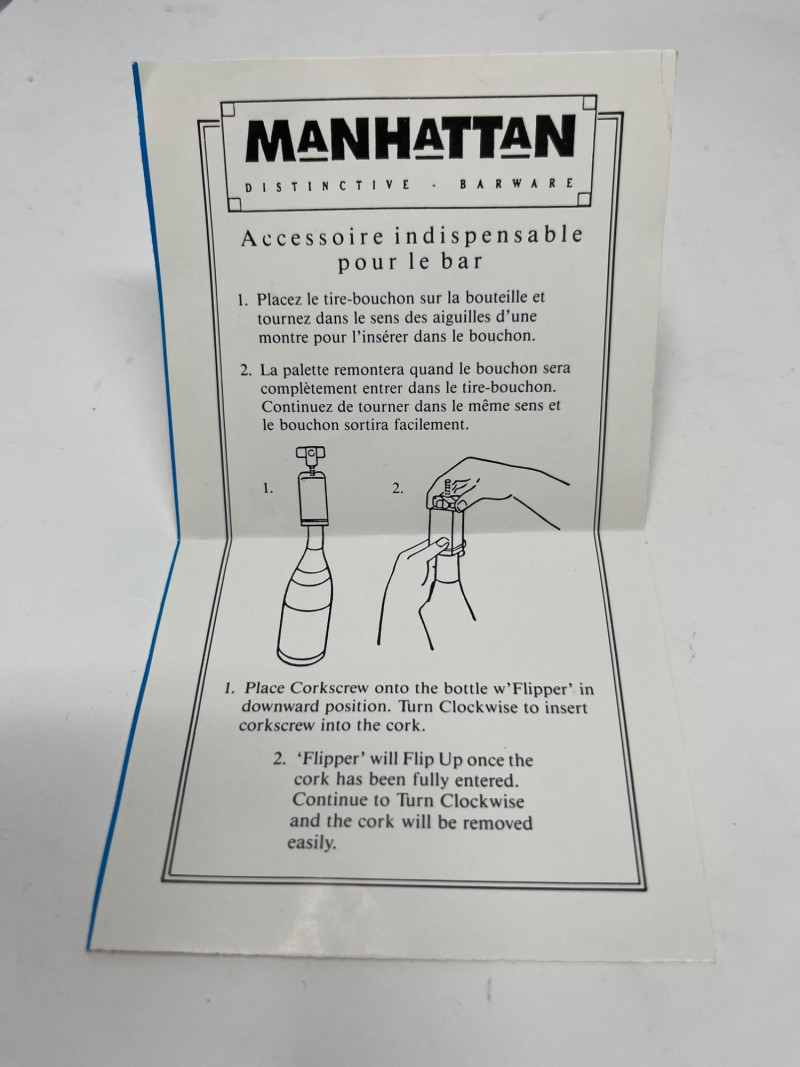 MANHATTAN
DISTINCTIVE - BARWARE
Accessoire indispensable
pour le bar
1. Placez le tire-bouchon sur la bouteille et
tournez dans le sens des aiguilles d'une
montre pour l'insérer dans le bouchon.
2. La palette remontera quand le bouchon sera
complètement entrer dans le tire-bouchon.
Continuez de tourner dans le même sens et
le bouchon sortira facilement.
1.
2.
1. Place Corkscrew onto the bottle w'Flipper' in
downward position. Turn Clockwise to insert
corkscrew into the cork.
2. 'Flipper' will Flip Up once the
cork has been fully entered.
Continue to Turn Clockwise
and the cork will be removed
easily.